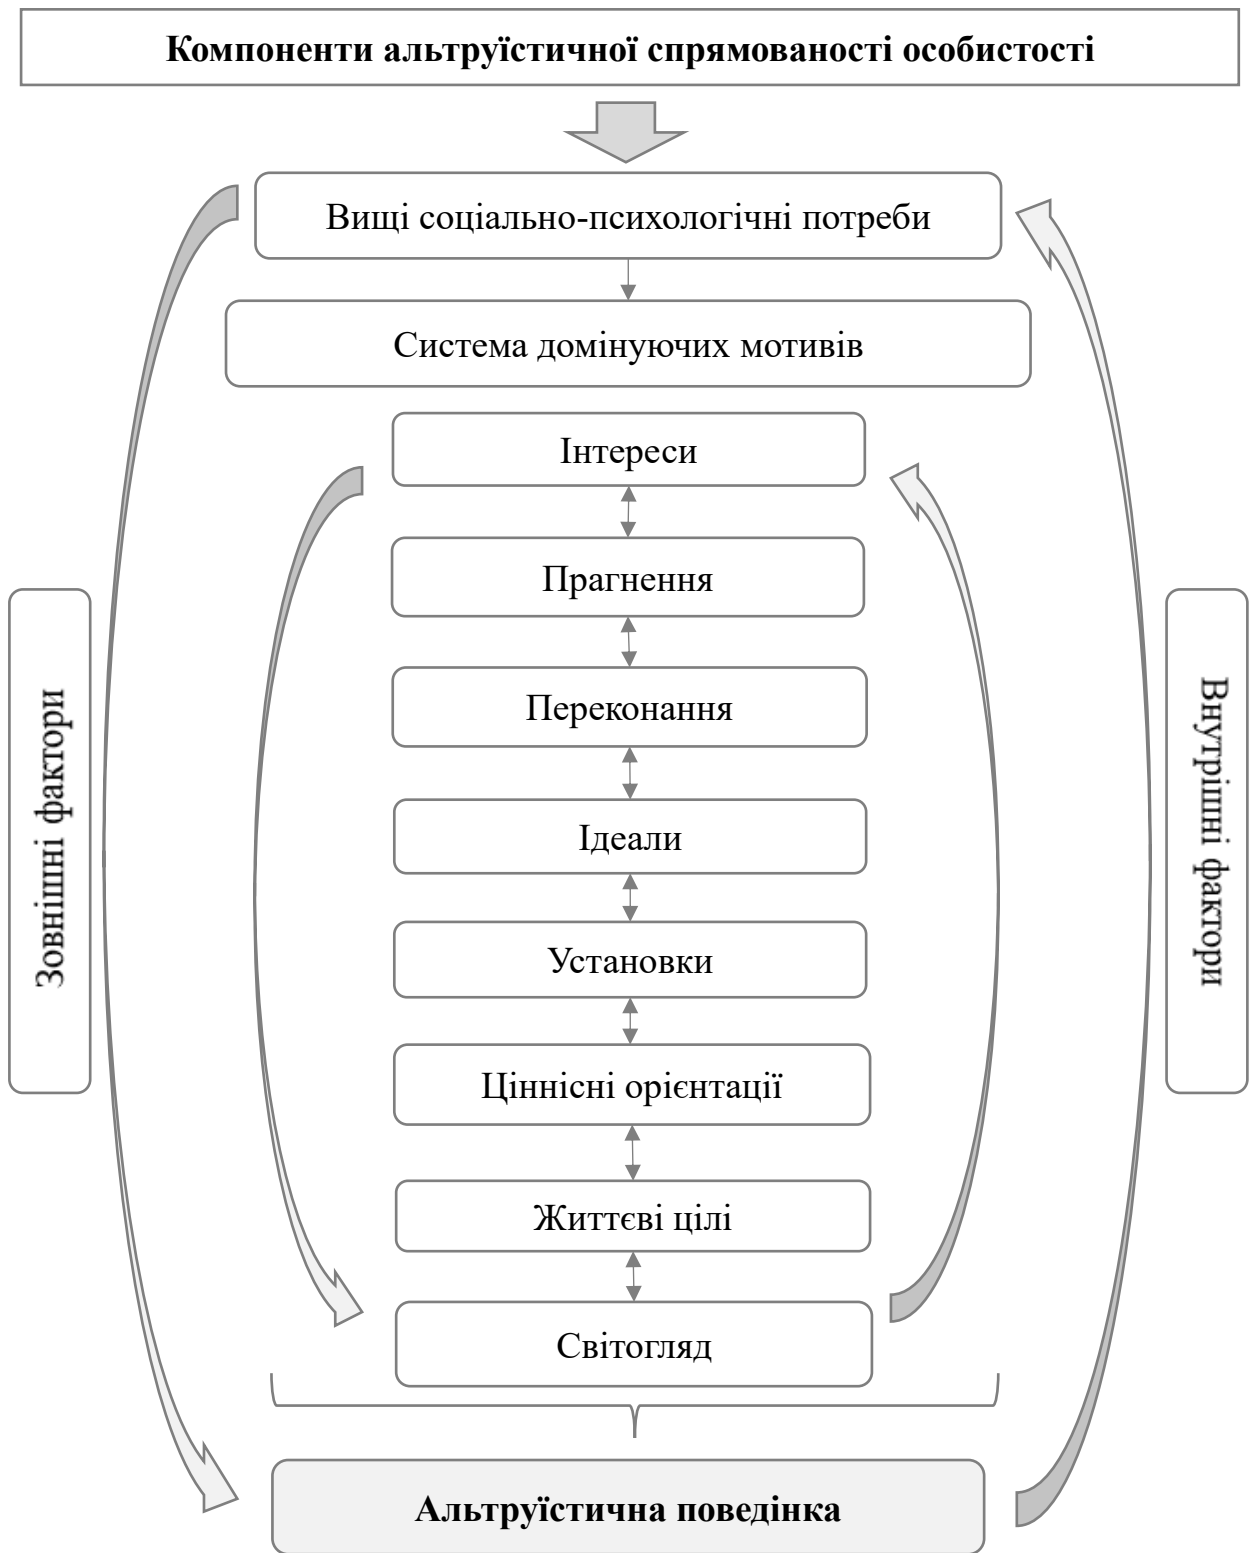 Компоненти альтруїстичної спрямованості особистості
Вищі соціально-психологічні потреби
Система домінуючих мотивів
Інтереси
Прагнення
Переконання
Ідеали
Установки
Ціннісні орієнтації
Життєві цілі
Світогляд
Альтруїстична поведінка
Зовнішні фактори
Внутрішні фактори